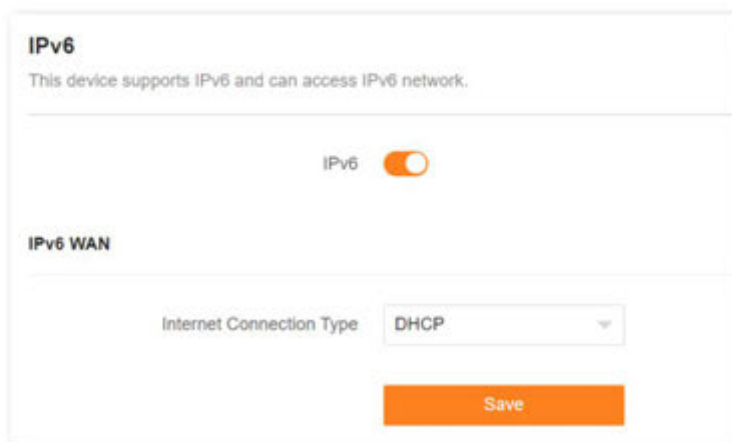 IPv6
This device supports IPv6 and can access IPv6 network.
IPv6
IPv6 WAN
Internet Connection Type DHCP
Save